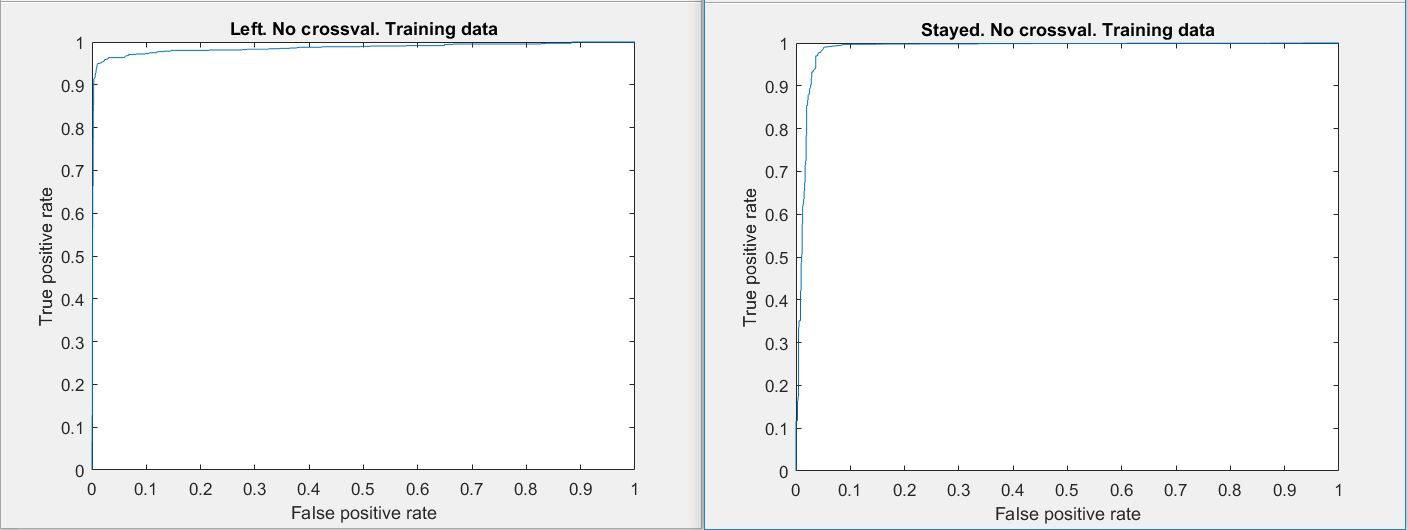 Left. No crossval. Training data
1
0.9
0.8
0.7
0.6
0.5
0.4
0.3
0.2
0.1
0
True positive rate
0 0.1 0.2 0.3 0.4 0.5 0.6 0.7 0.8 0.9 1
False positive rate
Stayed. No crossval. Training data
1
0.9
0.8
0.7
0.6
0.5
0.4
0.3
0.2
0.1
0
True positive rate
0 0.1 0.2 0.3 0.4 0.5 0.6 0.7 0.8 0.9 1
False positive rate